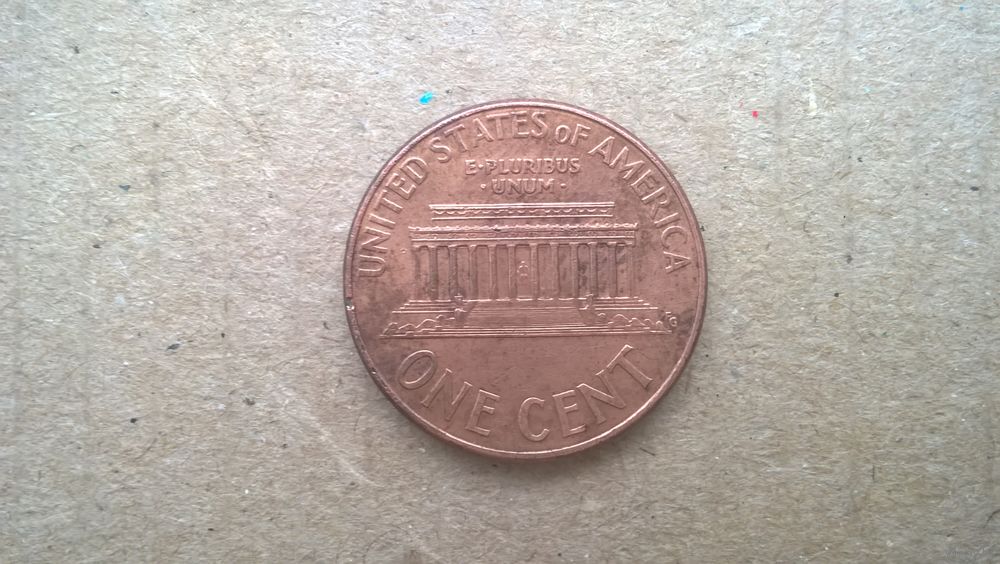 UNITED STATES OF AMERICA
E·PLURIBUS
·UNUM·
ONE CENT